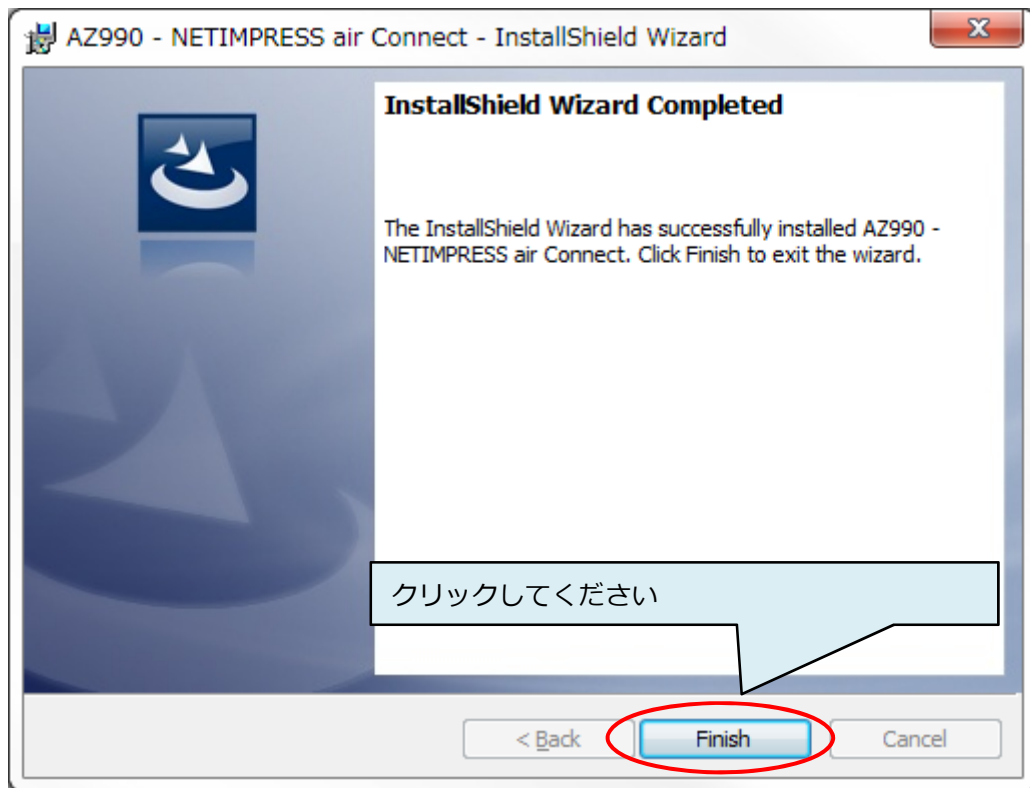 AZ990 - NETIMPRESS air Connect - InstallShield Wizard
InstallShield Wizard Completed
The InstallShield Wizard has successfully installed AZ990 -
NETIMPRESS air Connect. Click Finish to exit the wizard.
クリックしてください
< Back
Finish
Cancel